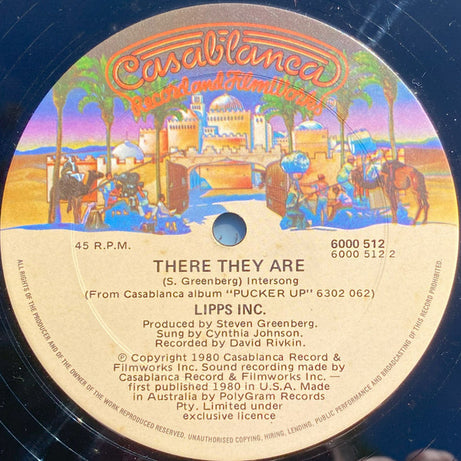 Casablanca
Record and FilmWorks
45 R.P.M.
6000 512
6000 512 2
THERE THEY ARE
(S. Greenberg) Intersong
(From Casablanca album "PUCKER UP" 6302 062)
LIPPS INC.
Produced by Steven Greenberg.
Sung by Cynthia Johnson.
Recorded by David Rivkin.
℗ Copyright 1980 Casablanca Record &
Filmworks Inc. Sound recording made by
Casablanca Record & Filmworks Inc. —
first published 1980 in U.S.A. Made
in Australia by PolyGram Records
Pty. Limited under
exclusive licence
ALL RIGHTS OF THE PRODUCER AND OF THE OWNER OF THE WORK REPRODUCED RESERVED, UNAUTHORISED COPYING, HIRING, LENDING, PUBLIC PERFORMANCE AND BROADCASTING OF THIS RECORD PROHIBITED.